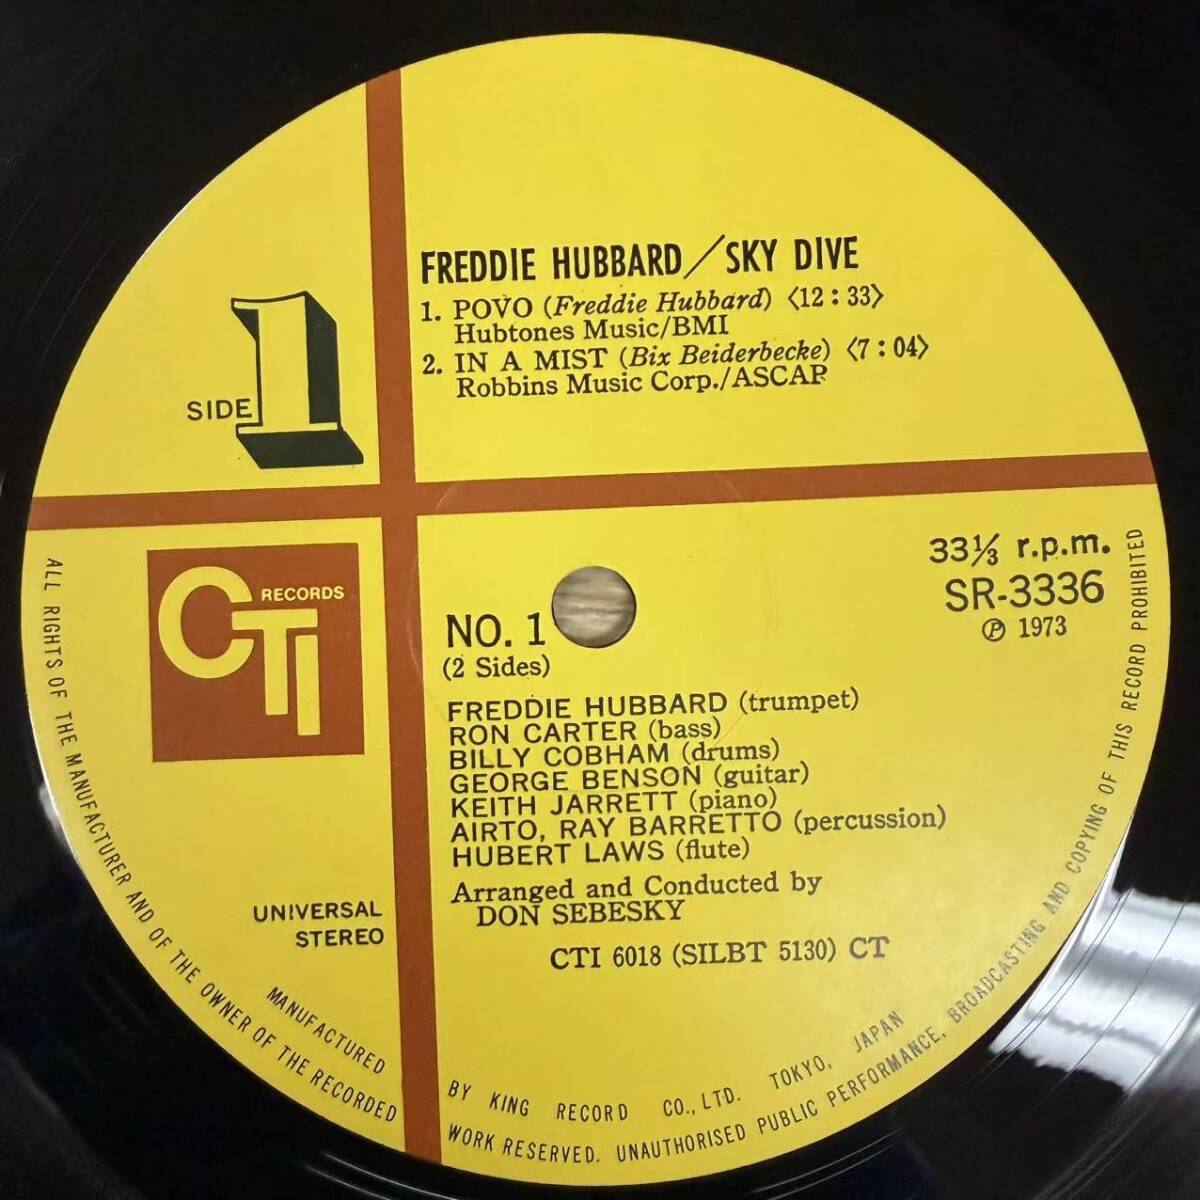 FREDDIE HUBBARD/SKY DIVE
1. POVO (Freddie Hubbard) 〈12 : 33〉
Hubtones Music/BMI
2. IN A MIST (Bix Beiderbecke) 〈7 : 04〉
Robbins Music Corp./ASCAP
SIDE 1
CTI RECORDS
33⅓ r.p.m.
SR-3336
Ⓟ 1973
NO. 1
(2 Sides)
FREDDIE HUBBARD (trumpet)
RON CARTER (bass)
BILLY COBHAM (drums)
GEORGE BENSON (guitar)
KEITH JARRETT (piano)
AIRTO, RAY BARRETTO (percussion)
HUBERT LAWS (flute)
Arranged and Conducted by
DON SEBESKY
CTI 6018 (SILBT 5130) CT
UNIVERSAL
STEREO
MANUFACTURED BY KING RECORD CO., LTD. TOKYO, JAPAN
ALL RIGHTS OF THE MANUFACTURER AND OF THE OWNER OF THE RECORDED WORK RESERVED. UNAUTHORISED PUBLIC PERFORMANCE, BROADCASTING AND COPYING OF THIS RECORD PROHIBITED